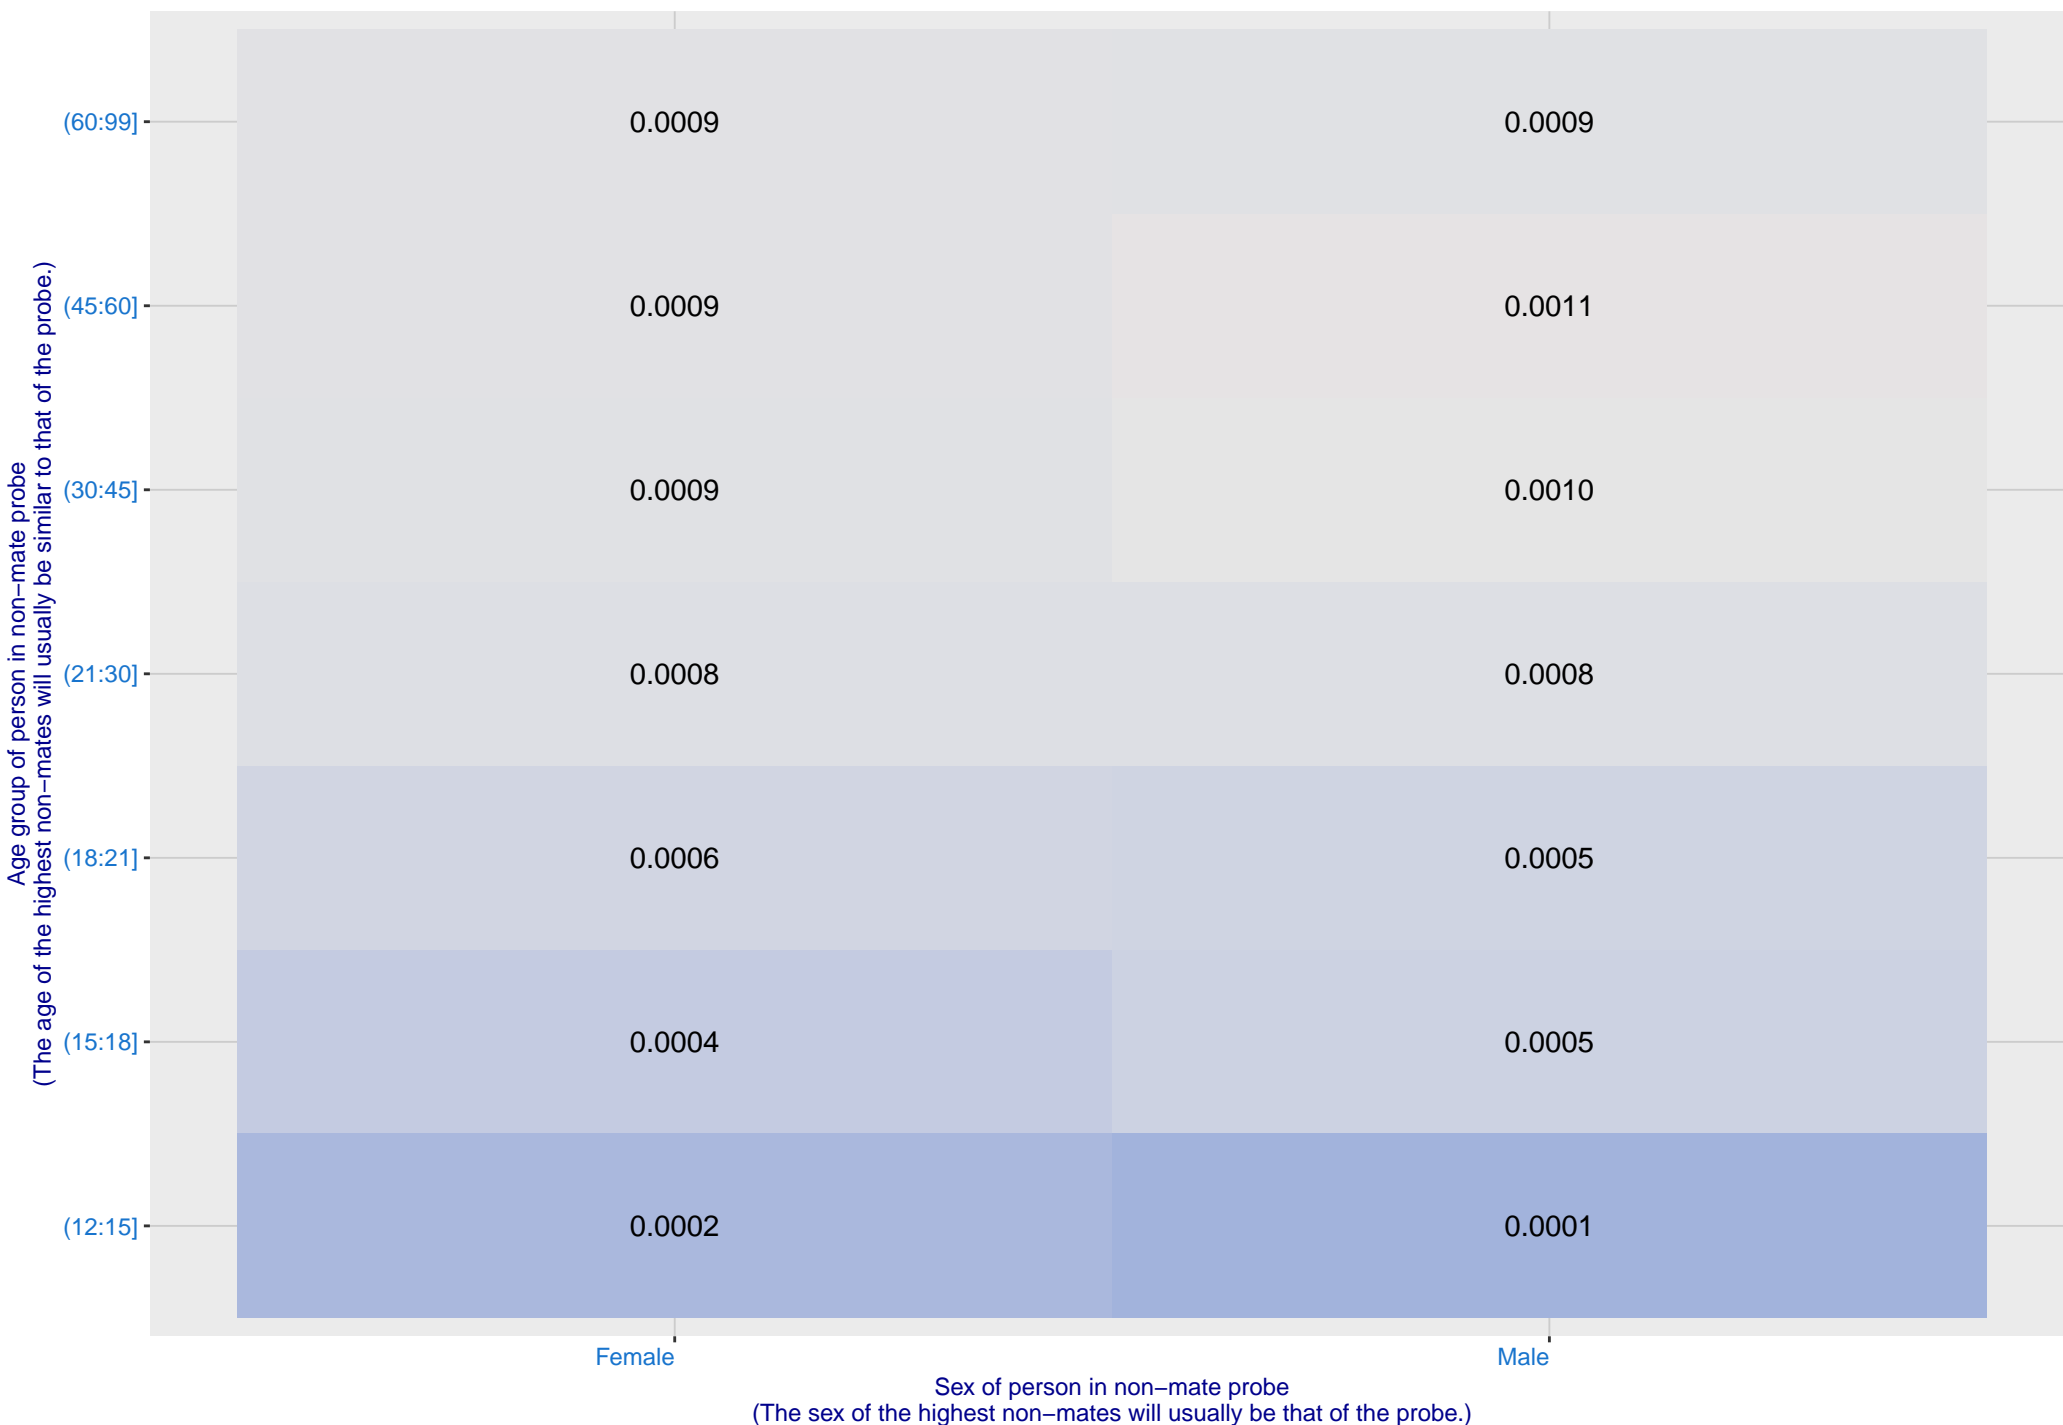 Age group of person in non−mate probe
(The age of the highest non−mates will usually be similar to that of the probe.)
(60:99] 0.0009 0.0009
(45:60] 0.0009 0.0011
(30:45] 0.0009 0.0010
(21:30] 0.0008 0.0008
(18:21] 0.0006 0.0005
(15:18] 0.0004 0.0005
(12:15] 0.0002 0.0001
Female Male
Sex of person in non−mate probe
(The sex of the highest non−mates will usually be that of the probe.)